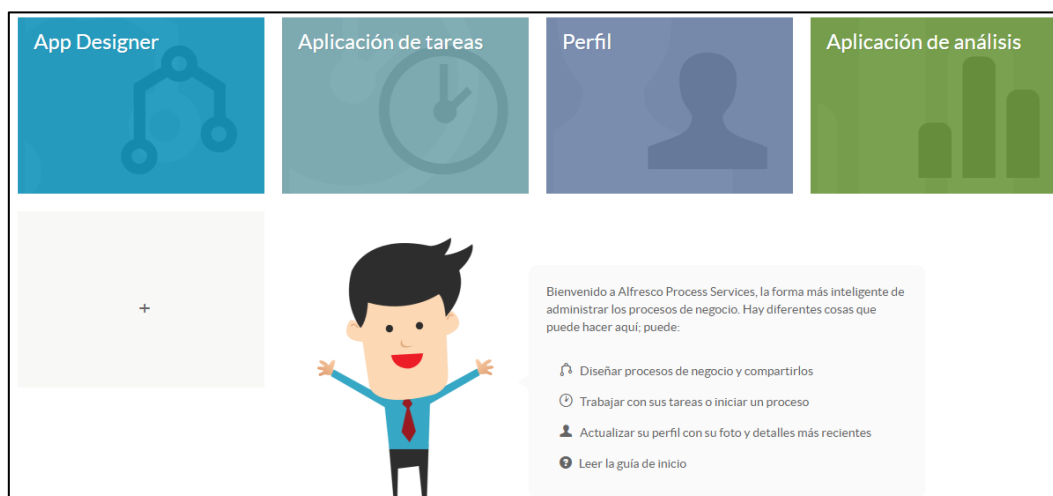 App Designer
Aplicación de tareas
Perfil
Aplicación de análisis
+
Bienvenido a Alfresco Process Services, la forma más inteligente de
administrar los procesos de negocio. Hay diferentes cosas que
puede hacer aquí; puede:
Diseñar procesos de negocio y compartirlos
Trabajar con sus tareas o iniciar un proceso
Actualizar su perfil con su foto y detalles más recientes
Leer la guía de inicio